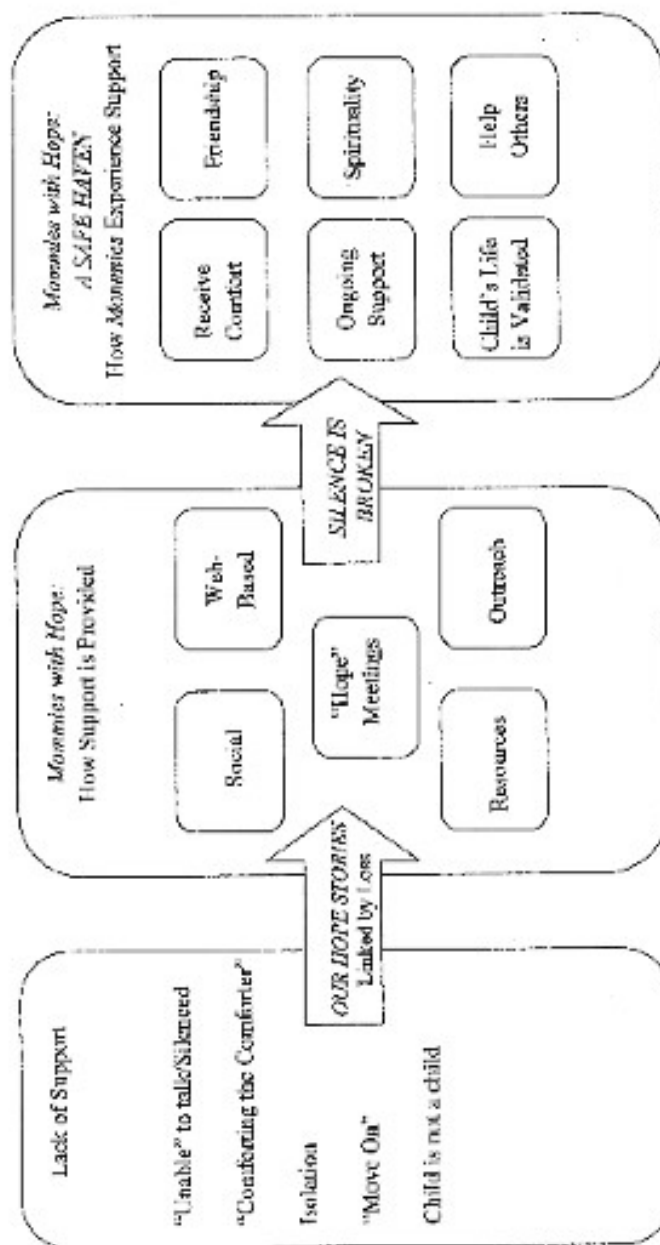 Lack of Support
"Unable" to talk/Silenced
"Comforting the Comforter"
Isolation
"Move On"
Child is not a child
OUR HOPE STORIES
Linked by Loss
Mommies with Hope:
How Support is Provided
Social
Web-
Based
"Hope"
Meetings
Resources
Outreach
SILENCE IS
BROKEN
Mommies with Hope:
A SAFE HAVEN
How Mommies Experience Support
Receive
Comfort
Friendship
Ongoing
Support
Spirituality
Child's Life
is Validated
Help
Others